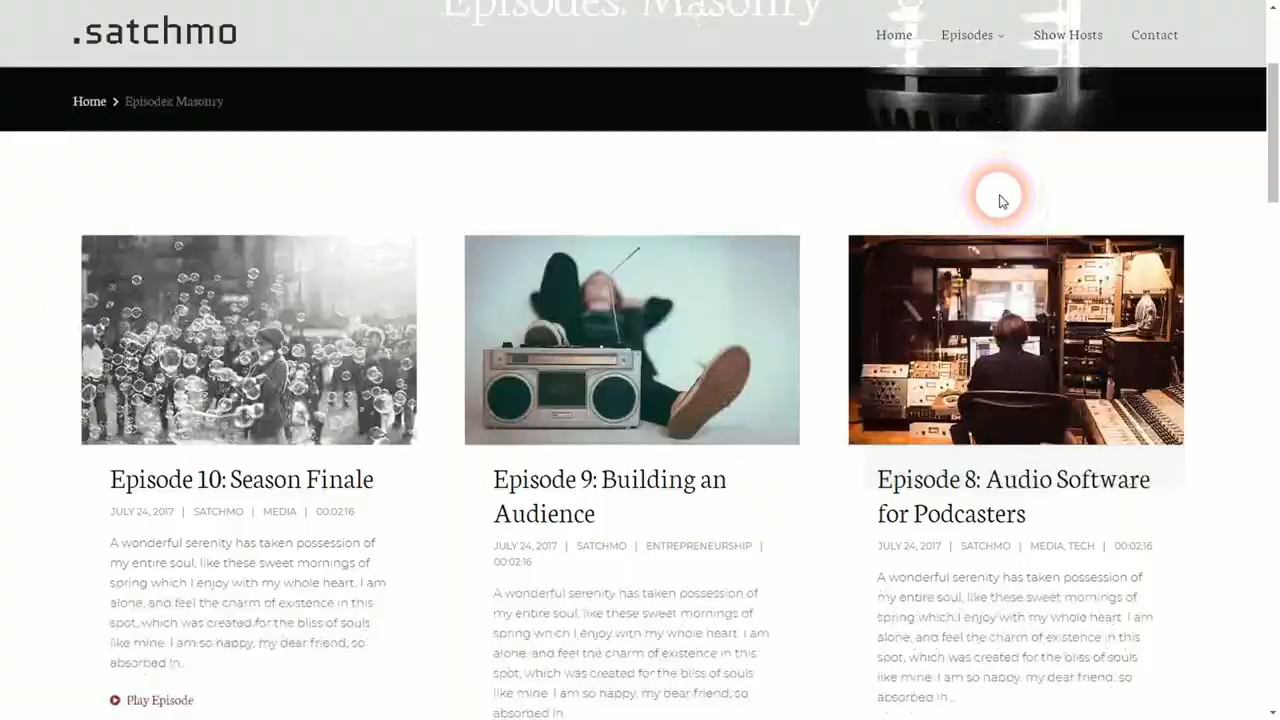 Episodes: Masonry
.satchmo
Home Episodes Show Hosts Contact
Home Episodes: Masonry
Episode 10: Season Finale
JULY 24, 2017 | SATCHMO | MEDIA | 00:02:16
A wonderful serenity has taken possession of
my entire soul, like these sweet mornings of
spring which I enjoy with my whole heart. I am
alone, and feel the charm of existence in this
spot, which was created for the bliss of souls
like mine. I am so happy, my dear friend, so
absorbed in...
Play Episode
Episode 9: Building an
Audience
JULY 24, 2017 | SATCHMO | ENTREPRENEURSHIP |
00:02:16
A wonderful serenity has taken possession of
my entire soul, like these sweet mornings of
spring which I enjoy with my whole heart. I am
alone, and feel the charm of existence in this
spot, which was created for the bliss of souls
like mine. I am so happy, my dear friend, so
absorbed in...
Episode 8: Audio Software
for Podcasters
JULY 24, 2017 | SATCHMO | MEDIA, TECH | 00:02:16
A wonderful serenity has taken possession of
my entire soul, like these sweet mornings of
spring which I enjoy with my whole heart. I am
alone, and feel the charm of existence in this
spot, which was created for the bliss of souls
like mine. I am so happy, my dear friend, so
absorbed in...